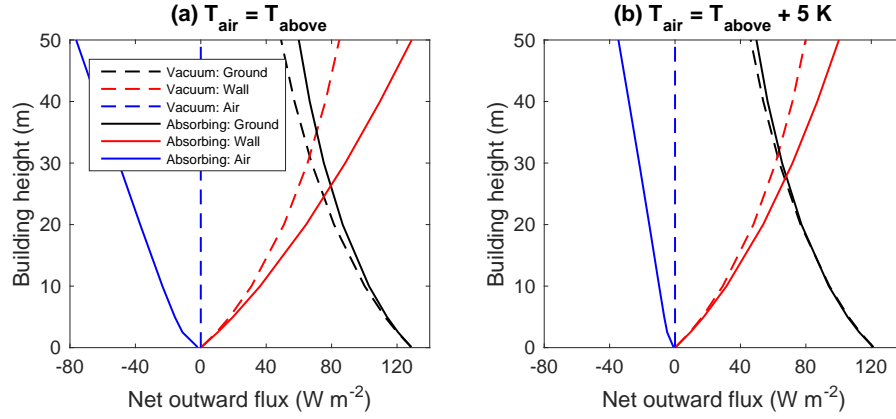 (a) T_air = T_above
50
40
30
20
10
0
Building height (m)
Vacuum: Ground
Vacuum: Wall
Vacuum: Air
Absorbing: Ground
Absorbing: Wall
Absorbing: Air
-80 -40 0 40 80 120
Net outward flux (W m⁻²)
(b) T_air = T_above + 5 K
50
40
30
20
10
0
Building height (m)
-80 -40 0 40 80 120
Net outward flux (W m⁻²)